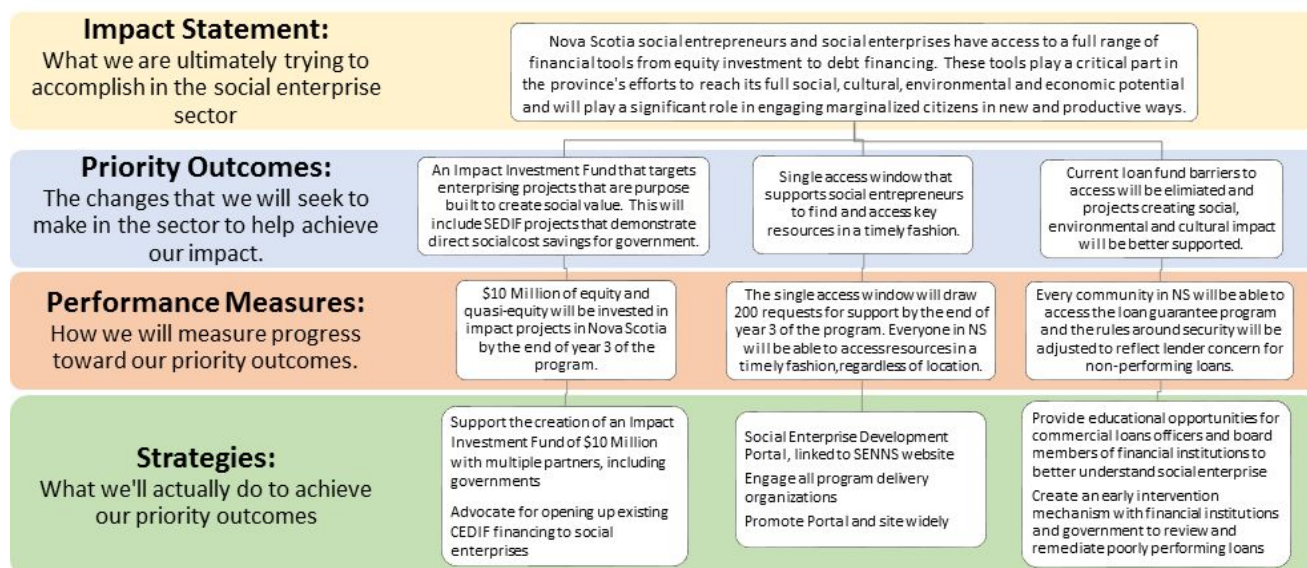 Impact Statement:
What we are ultimately trying to
accomplish in the social enterprise
sector
Nova Scotia social entrepreneurs and social enterprises have access to a full range of
financial tools from equity investment to debt financing. These tools play a critical part
in the province's efforts to reach its full social, cultural, environmental and economic potential
and will play a significant role in engaging marginalized citizens in new and productive ways.
Priority Outcomes:
The changes that we will seek to
make in the sector to help achieve
our impact.
An Impact Investment Fund that targets
enterprising projects that are purpose
built to create social value. This will
include SEDIF projects that demonstrate
direct social cost savings for government.
Single access window that
supports social entrepreneurs
to find and access key
resources in a timely fashion.
Current loan fund barriers to
access will be elimiated and
projects creating social,
environmental and cultural impact
will be better supported.
Performance Measures:
How we will measure progress
toward our priority outcomes.
$10 Million of equity and
quasi-equity will be invested in
impact projects in Nova Scotia
by the end of year 3 of the
program.
The single access window will draw
200 requests for support by the end of
year 3 of the program. Everyone in NS
will be able to access resources in a
timely fashion, regardless of location.
Every community in NS will be able to
access the loan guarantee program
and the rules around security will be
adjusted to reflect lender concern for
non-performing loans.
Strategies:
What we'll actually do to achieve
our priority outcomes
Support the creation of an Impact
Investment Fund of $10 Million
with multiple partners, including
governments
Advocate for opening up existing
CEDIF financing to social
enterprises
Social Enterprise Development
Portal, linked to SENNS website
Engage all program delivery
organizations
Promote Portal and site widely
Provide educational opportunities for
commercial loans officers and board
members of financial institutions to
better understand social enterprise
Create an early intervention
mechanism with financial institutions
and government to review and
remediate poorly performing loans